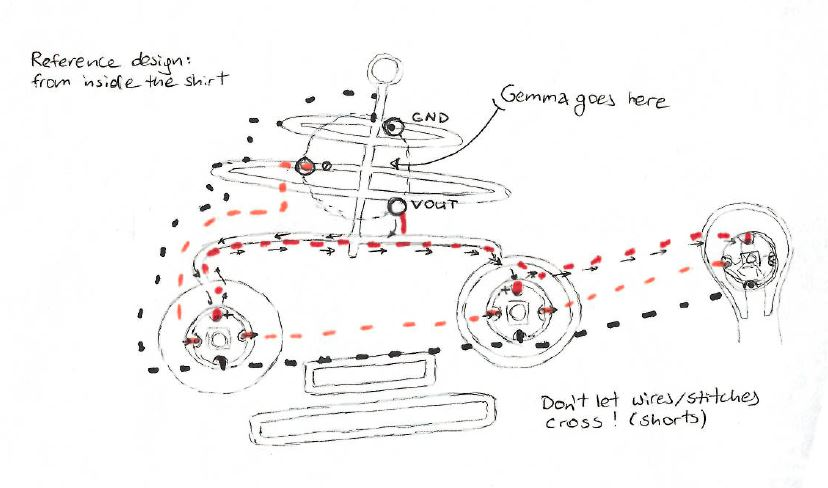 Reference design:
from inside the shirt
Gemma goes here
GND
Ø
VOUT
+
+
Don't let wires/stitches
cross! (shorts)